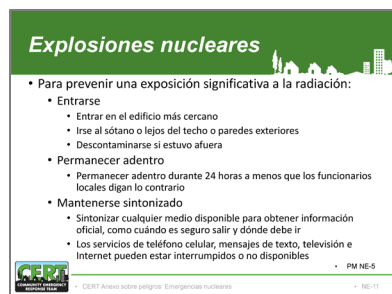 Explosiones nucleares
• Para prevenir una exposición significativa a la radiación:
• Entrarse
• Entrar en el edificio más cercano
• Irse al sótano o lejos del techo o paredes exteriores
• Descontaminarse si estuvo afuera
• Permanecer adentro
• Permanecer adentro durante 24 horas a menos que los funcionarios
locales digan lo contrario
• Mantenerse sintonizado
• Sintonizar cualquier medio disponible para obtener información
oficial, como cuándo es seguro salir y dónde debe ir
• Los servicios de teléfono celular, mensajes de texto, televisión e
Internet pueden estar interrumpidos o no disponibles
• PM NE-5
CERT
COMMUNITY EMERGENCY
RESPONSE TEAM
• CERT Anexo sobre peligros: Emergencias nucleares
• NE-11